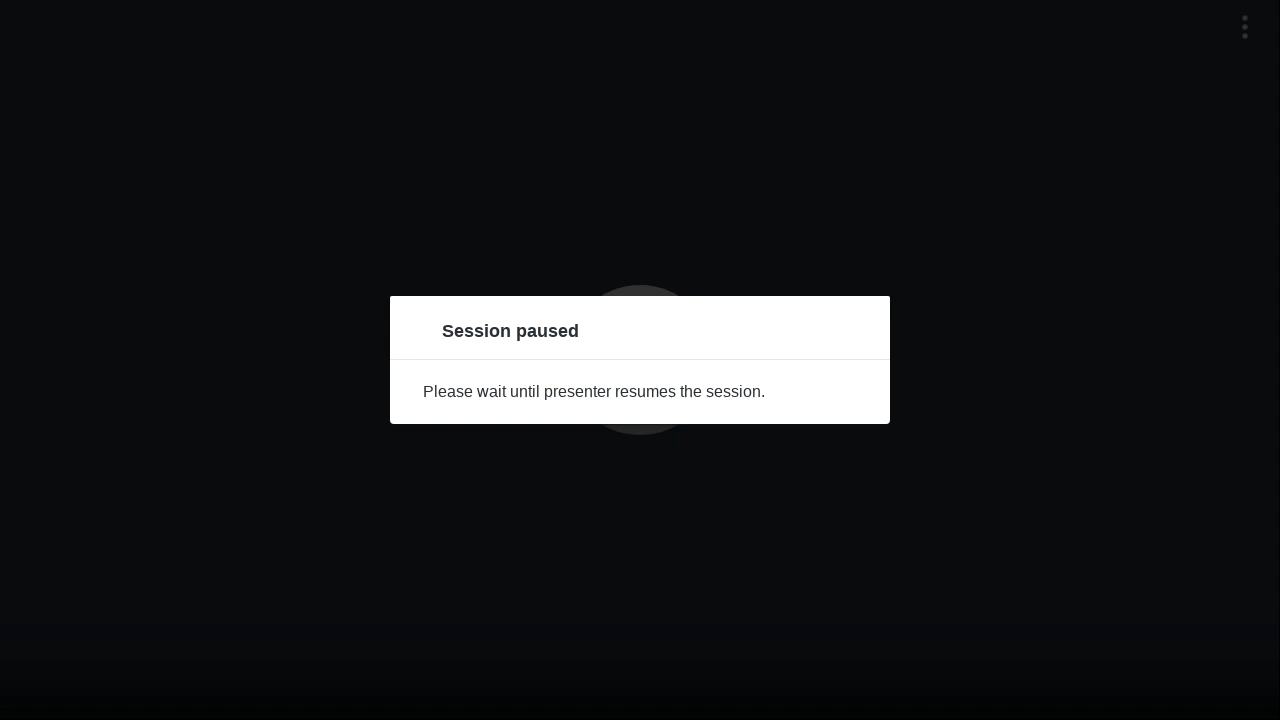 Session paused
Please wait until presenter resumes the session.